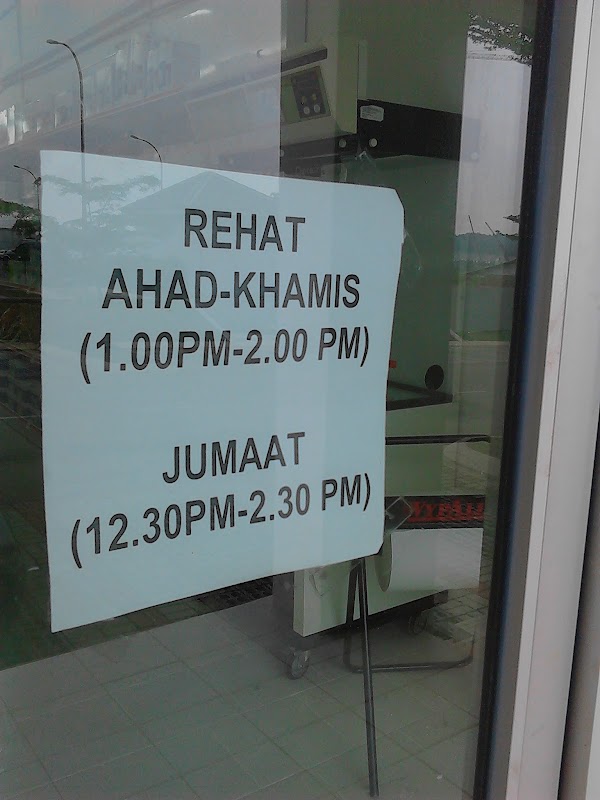 REHAT
AHAD-KHAMIS
(1.00PM-2.00 PM)
JUMAAT
(12.30PM-2.30 PM)